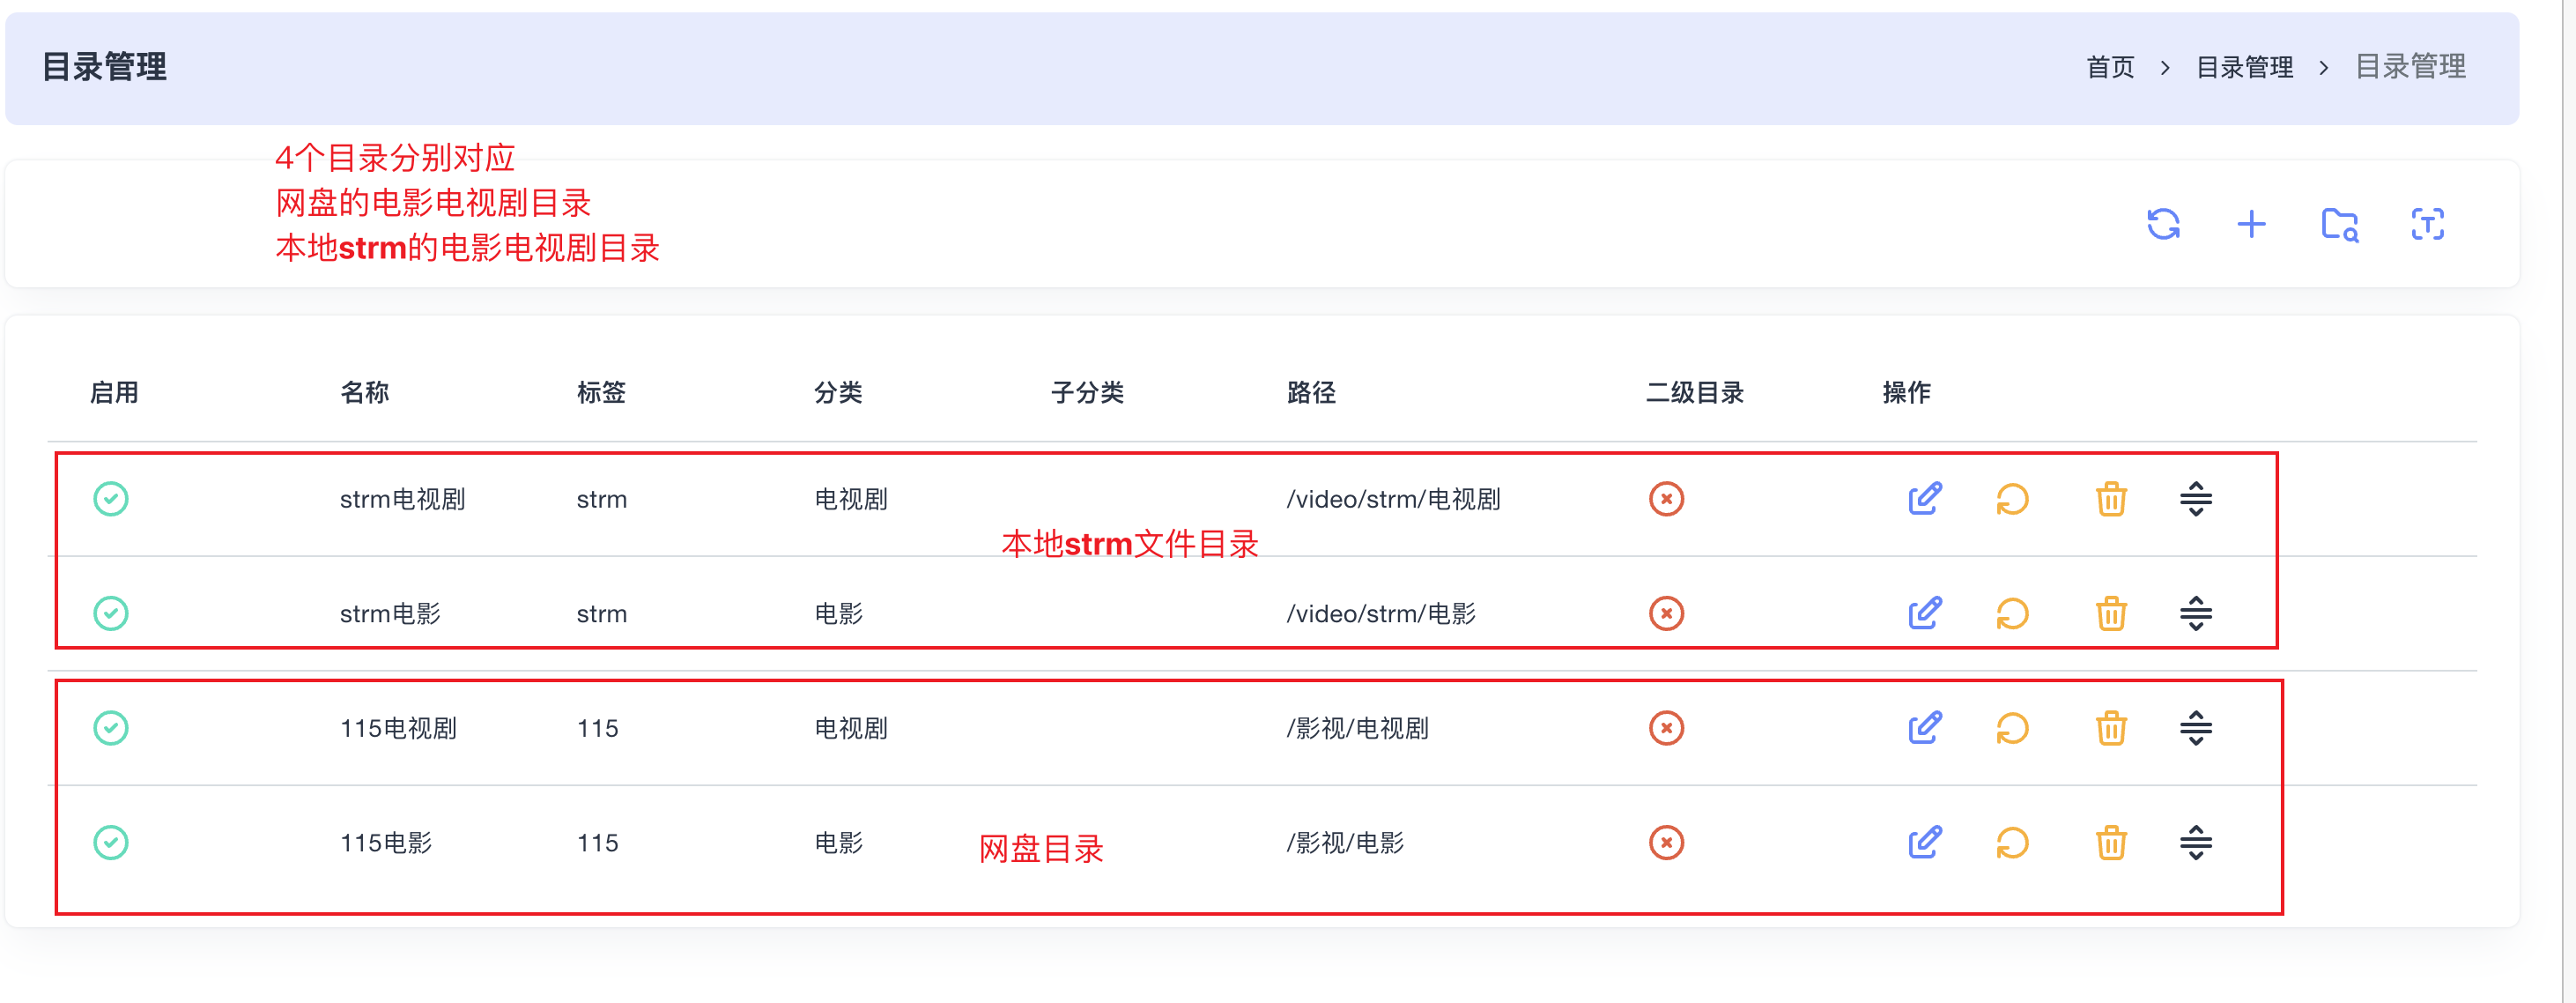 目录管理
首页 > 目录管理 > 目录管理
4个目录分别对应
网盘的电影电视剧目录
本地strm的电影电视剧目录
启用 名称 标签 分类 子分类 路径 二级目录 操作
strm电视剧 strm 电视剧 /video/strm/电视剧
本地strm文件目录
strm电影 strm 电影 /video/strm/电影
115电视剧 115 电视剧 /影视/电视剧
115电影 115 电影 /影视/电影
网盘目录